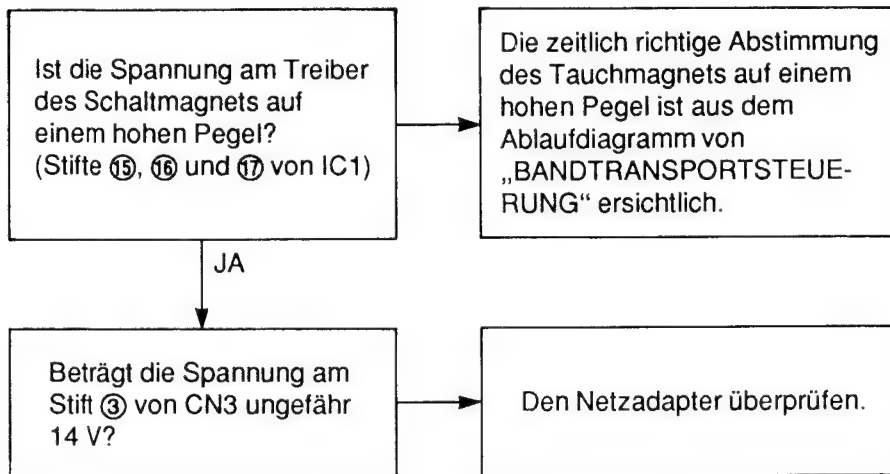 Ist die Spannung am Treiber
des Schaltmagnets auf
einem hohen Pegel?
(Stifte ⑮, ⑯ und ⑰ von IC1)
Die zeitlich richtige Abstimmung
des Tauchmagnets auf einem
hohen Pegel ist aus dem
Ablaufdiagramm von
„BANDTRANSPORTSTEUE-
RUNG“ ersichtlich.
JA
Beträgt die Spannung am
Stift ③ von CN3 ungefähr
14 V?
Den Netzadapter überprüfen.